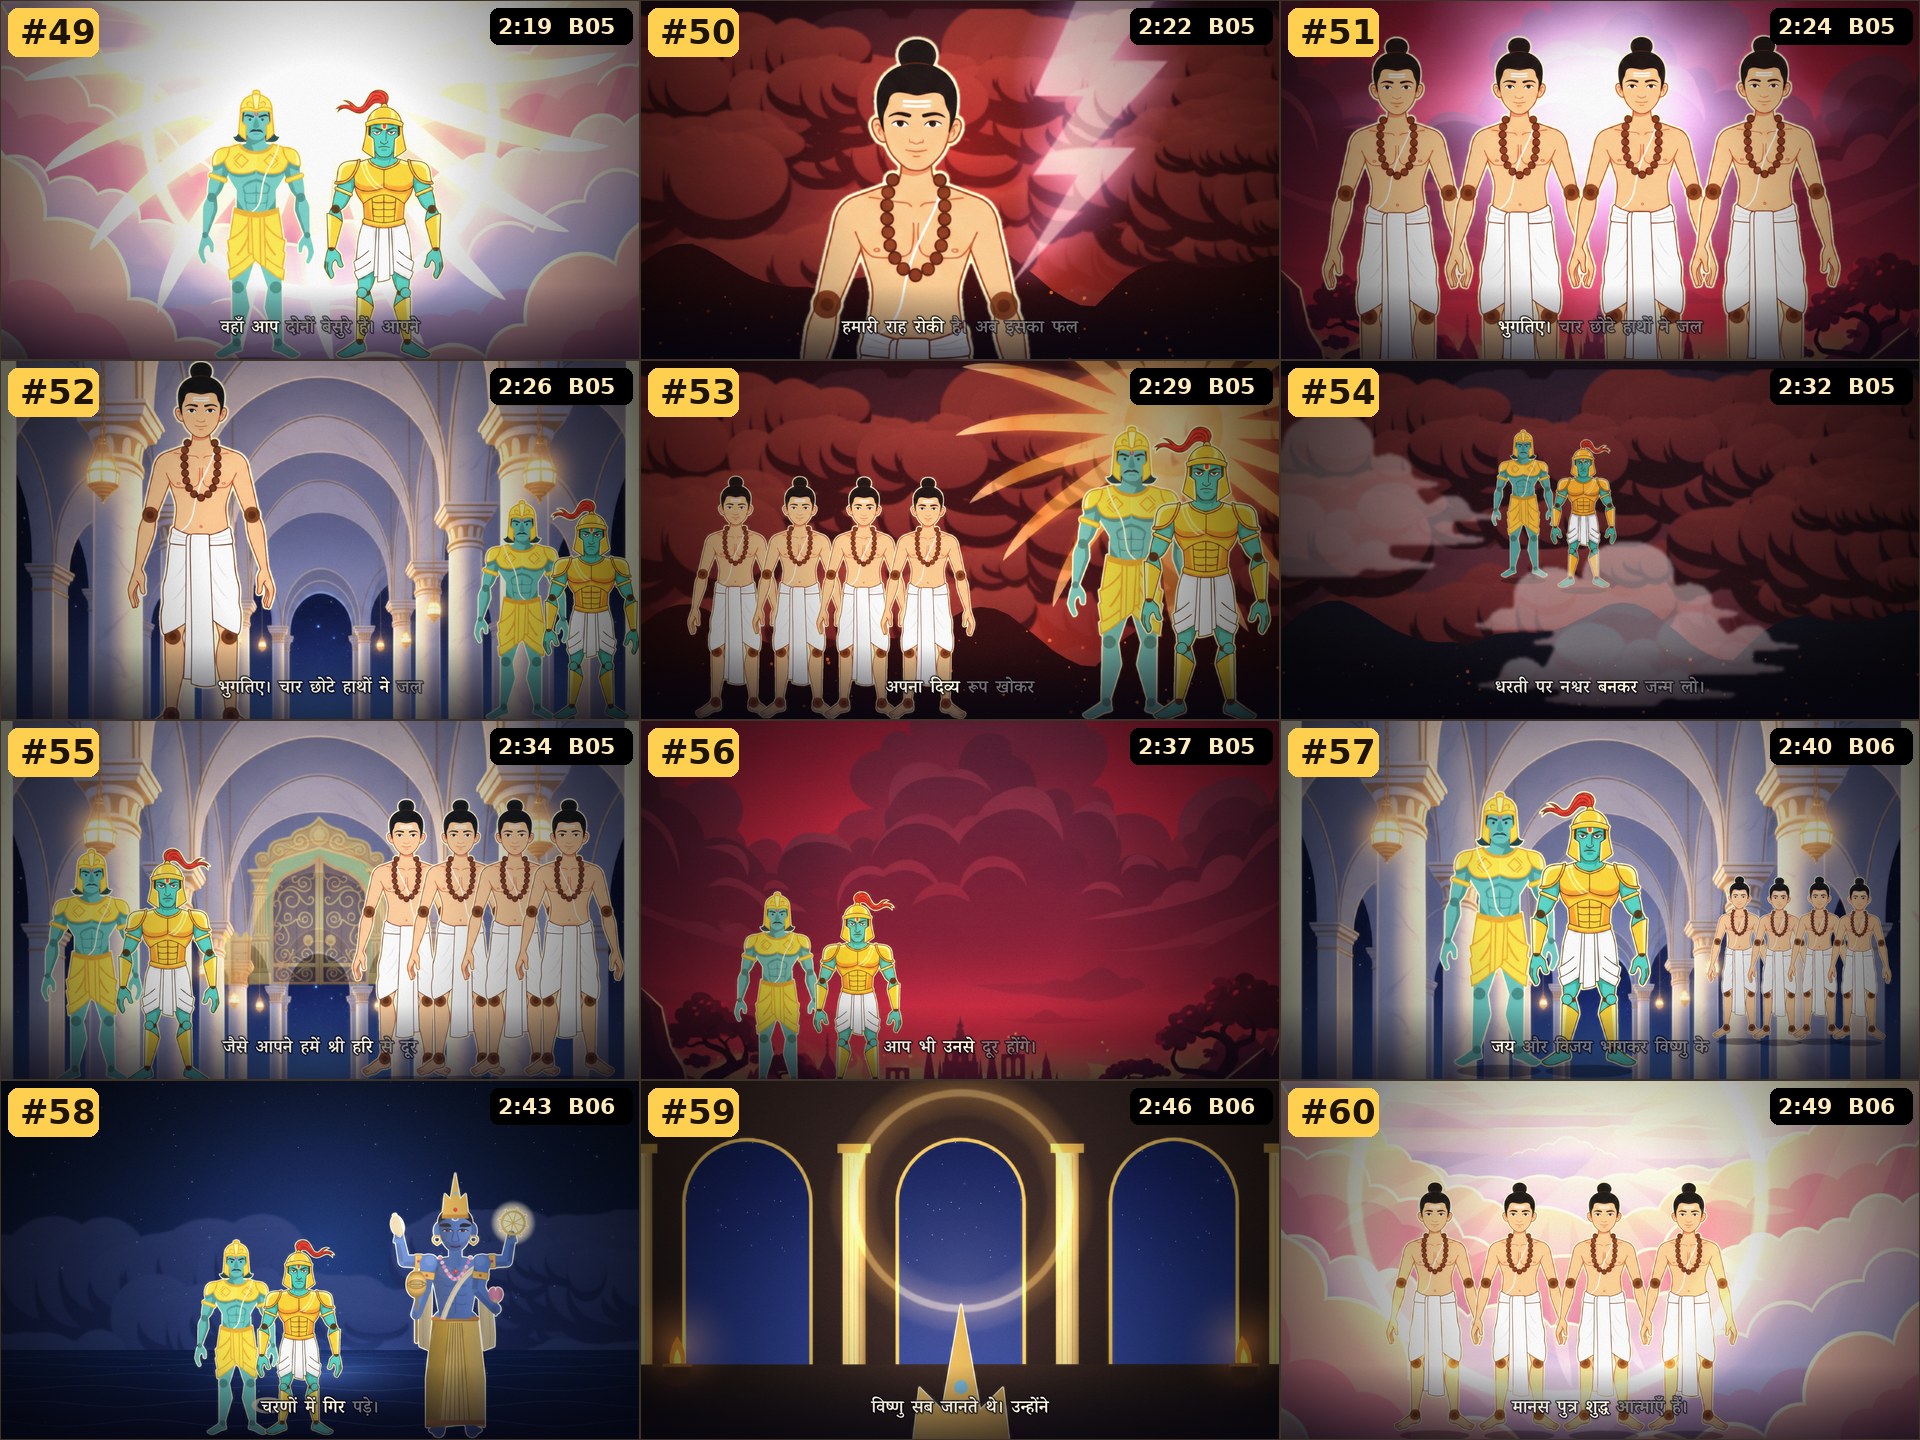 #49
2:19 B05
वहाँ आप दोनों बेसुरे हैं। आपने
#50
2:22 B05
हमारी राह रोकी है। अब इसका फल
#51
2:24 B05
भुगतिए। चार छोटे हाथों ने जल
#52
2:26 B05
भुगतिए। चार छोटे हाथों ने जल
#53
2:29 B05
अपना दिव्य रूप खोकर
#54
2:32 B05
धरती पर नश्वर बनकर जन्म लो।
#55
2:34 B05
जैसे आपने हमें श्री हरि से दूर
#56
2:37 B05
आप भी उनसे दूर होंगे।
#57
2:40 B06
जय और विजय भागकर विष्णु के
#58
2:43 B06
चरणों में गिर पड़े।
#59
2:46 B06
विष्णु सब जानते थे। उन्होंने
#60
2:49 B06
मानस पुत्र शुद्ध आत्माएँ हैं।